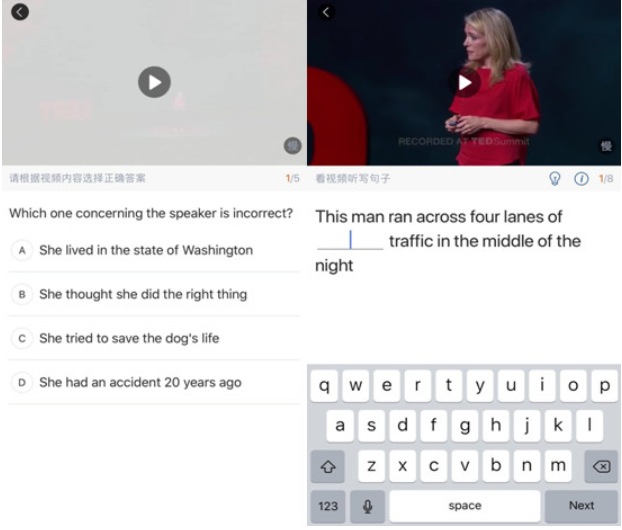 慢
请根据视频内容选择正确答案
1/5
Which one concerning the speaker is incorrect?
A She lived in the state of Washington
B She thought she did the right thing
C She tried to save the dog's life
D She had an accident 20 years ago
RECORDED AT TEDSummit
慢
看视频听写句子
1/8
This man ran across four lanes of
traffic in the middle of the
night
q w e r t y u i o p
a s d f g h j k l
z x c v b n m
123 space Next